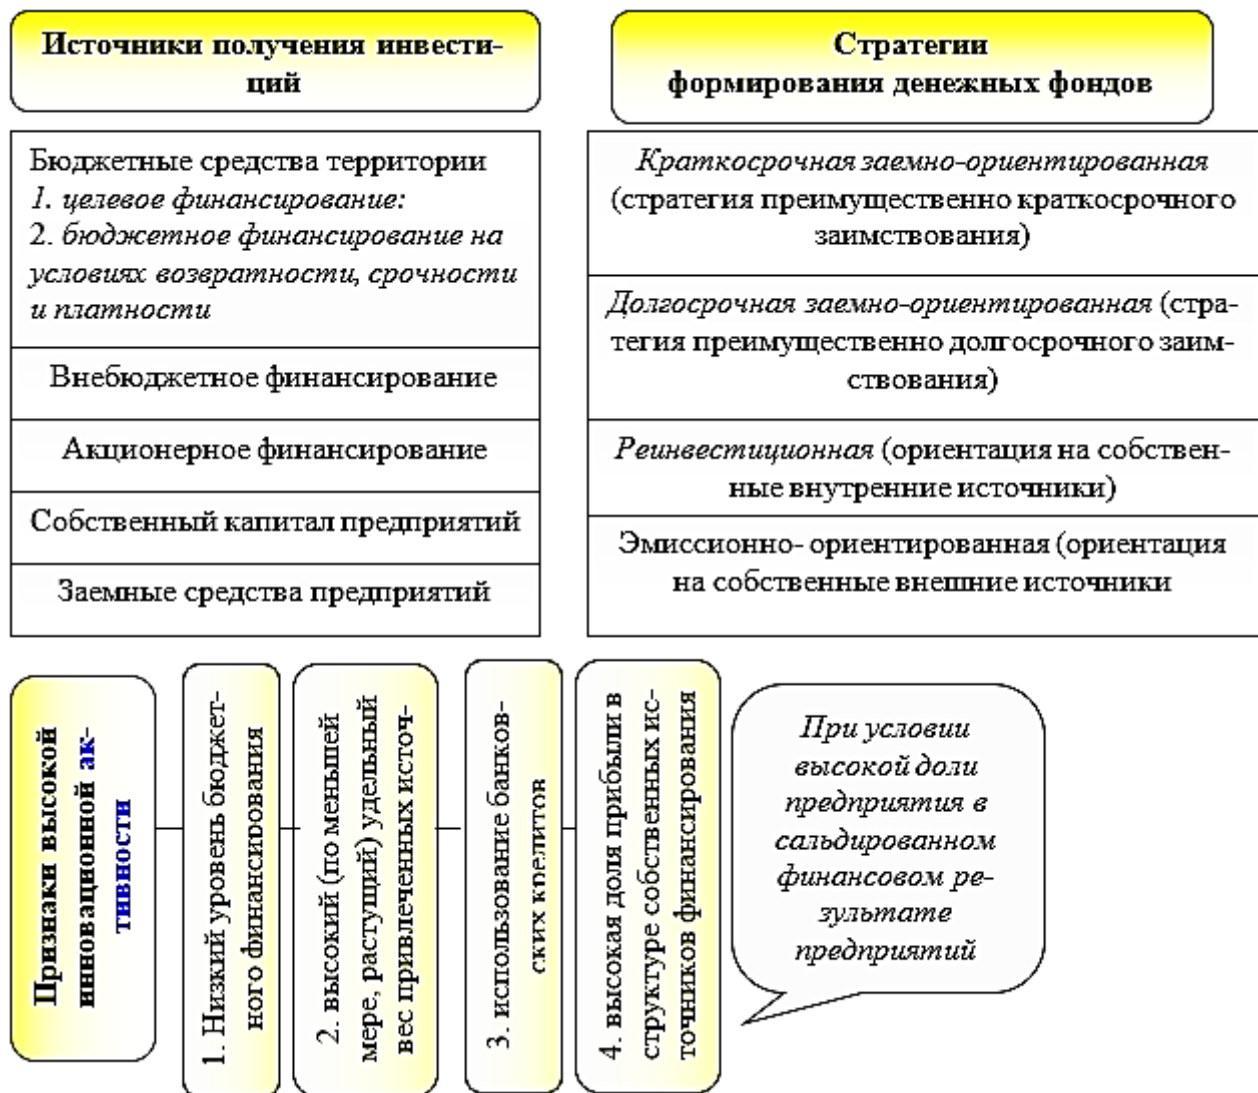 Источники получения инвести-
ций
Бюджетные средства территории
1. целевое финансирование:
2. бюджетное финансирование на
условиях возвратности, срочности
и платности
Внебюджетное финансирование
Акционерное финансирование
Собственный капитал предприятий
Заемные средства предприятий
Стратегии
формирования денежных фондов
Краткосрочная заемно-ориентированная
(стратегия преимущественно краткосрочного
заимствования)
Долгосрочная заемно-ориентированная (стра-
тегия преимущественно долгосрочного заим-
ствования)
Реинвестиционная (ориентация на собствен-
ные внутренние источники)
Эмиссионно- ориентированная (ориентация
на собственные внешние источники
Признаки высокой
инновационной ак-
тивности
1. Низкий уровень бюджет-
ного финансирования
2. высокий (по меньшей
мере, растущий) удельный
вес привлеченных источ-
3. использование банков-
ских кредитов
4. высокая доля прибыли в
структуре собственных ис-
точников финансирования
При условии
высокой доли
предприятия в
сальдированном
финансовом ре-
зультате
предприятий